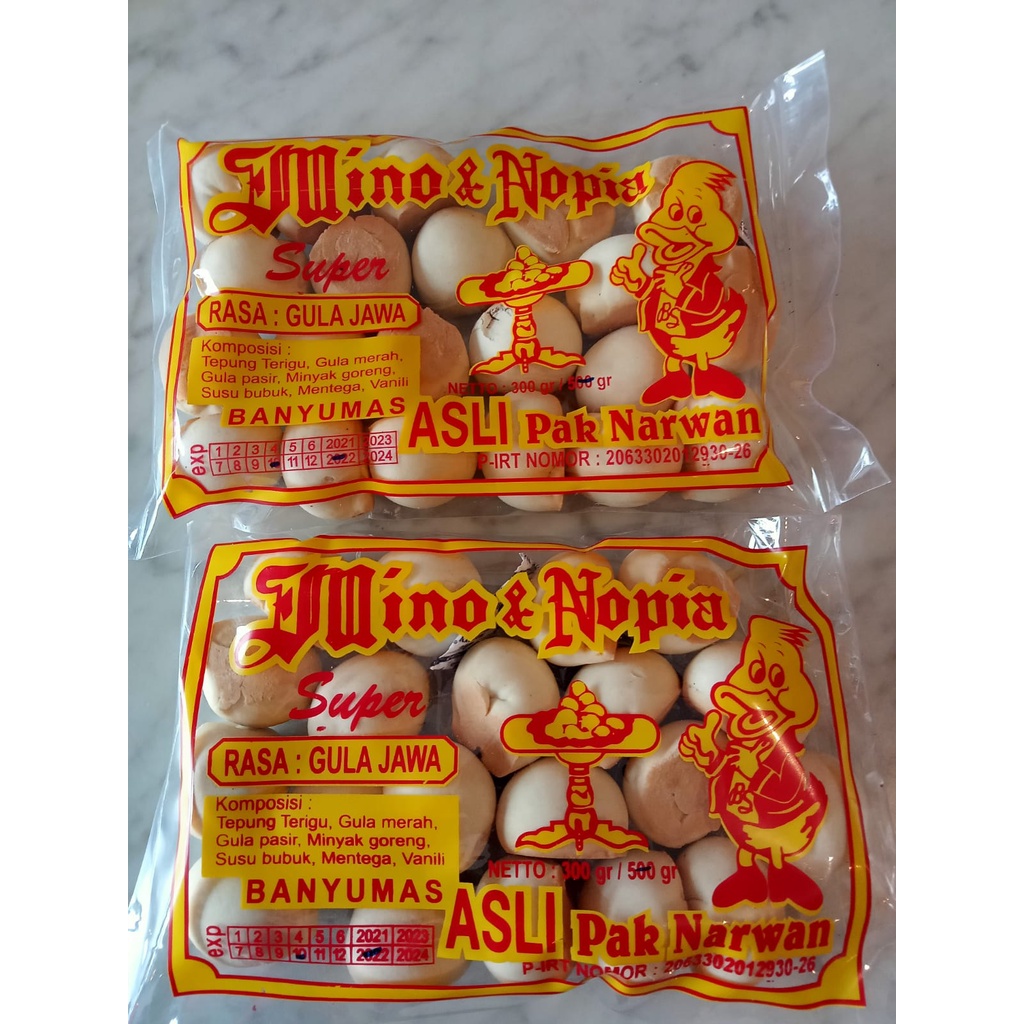 Mino & Nopia
Super
RASA : GULA JAWA
Komposisi :
Tepung Terigu, Gula merah,
Gula pasir, Minyak goreng,
Susu bubuk, Mentega, Vanili
BS
NETTO : 300 gr / 500 gr
BANYUMAS
ASLI Pak Narwan
P-IRT NOMOR : 2063302012930-26
exp
1 2 3 4 5 6 2021 2023
7 8 9 10 11 12 2022 2024
Mino & Nopia
Super
RASA : GULA JAWA
Komposisi :
Tepung Terigu, Gula merah,
Gula pasir, Minyak goreng,
Susu bubuk, Mentega, Vanili
BS
NETTO : 300 gr / 500 gr
BANYUMAS
ASLI Pak Narwan
P-IRT NOMOR : 2063302012930-26
exp
1 2 3 4 5 6 2021 2023
7 8 9 10 11 12 2022 2024